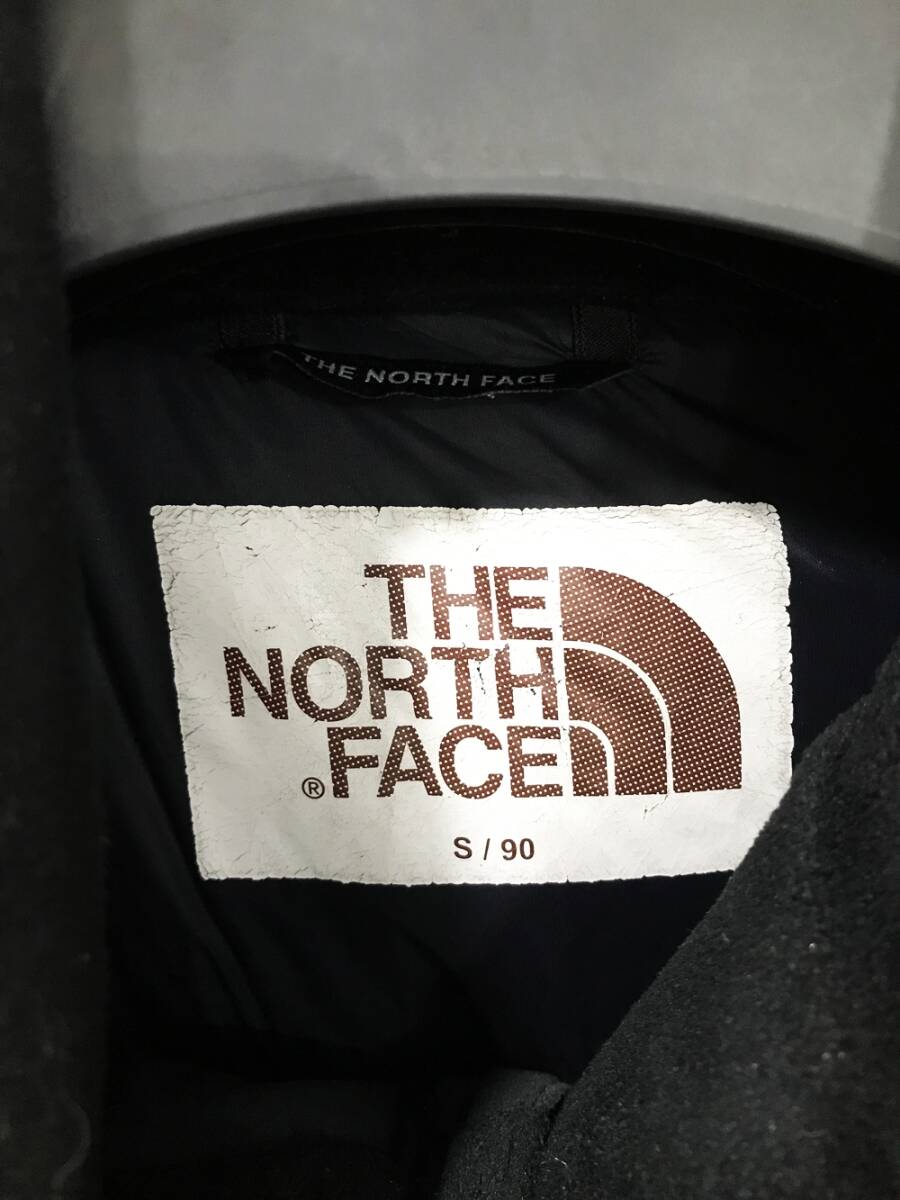 THE NORTH FACE
THE
NORTH
FACE
®
S / 90